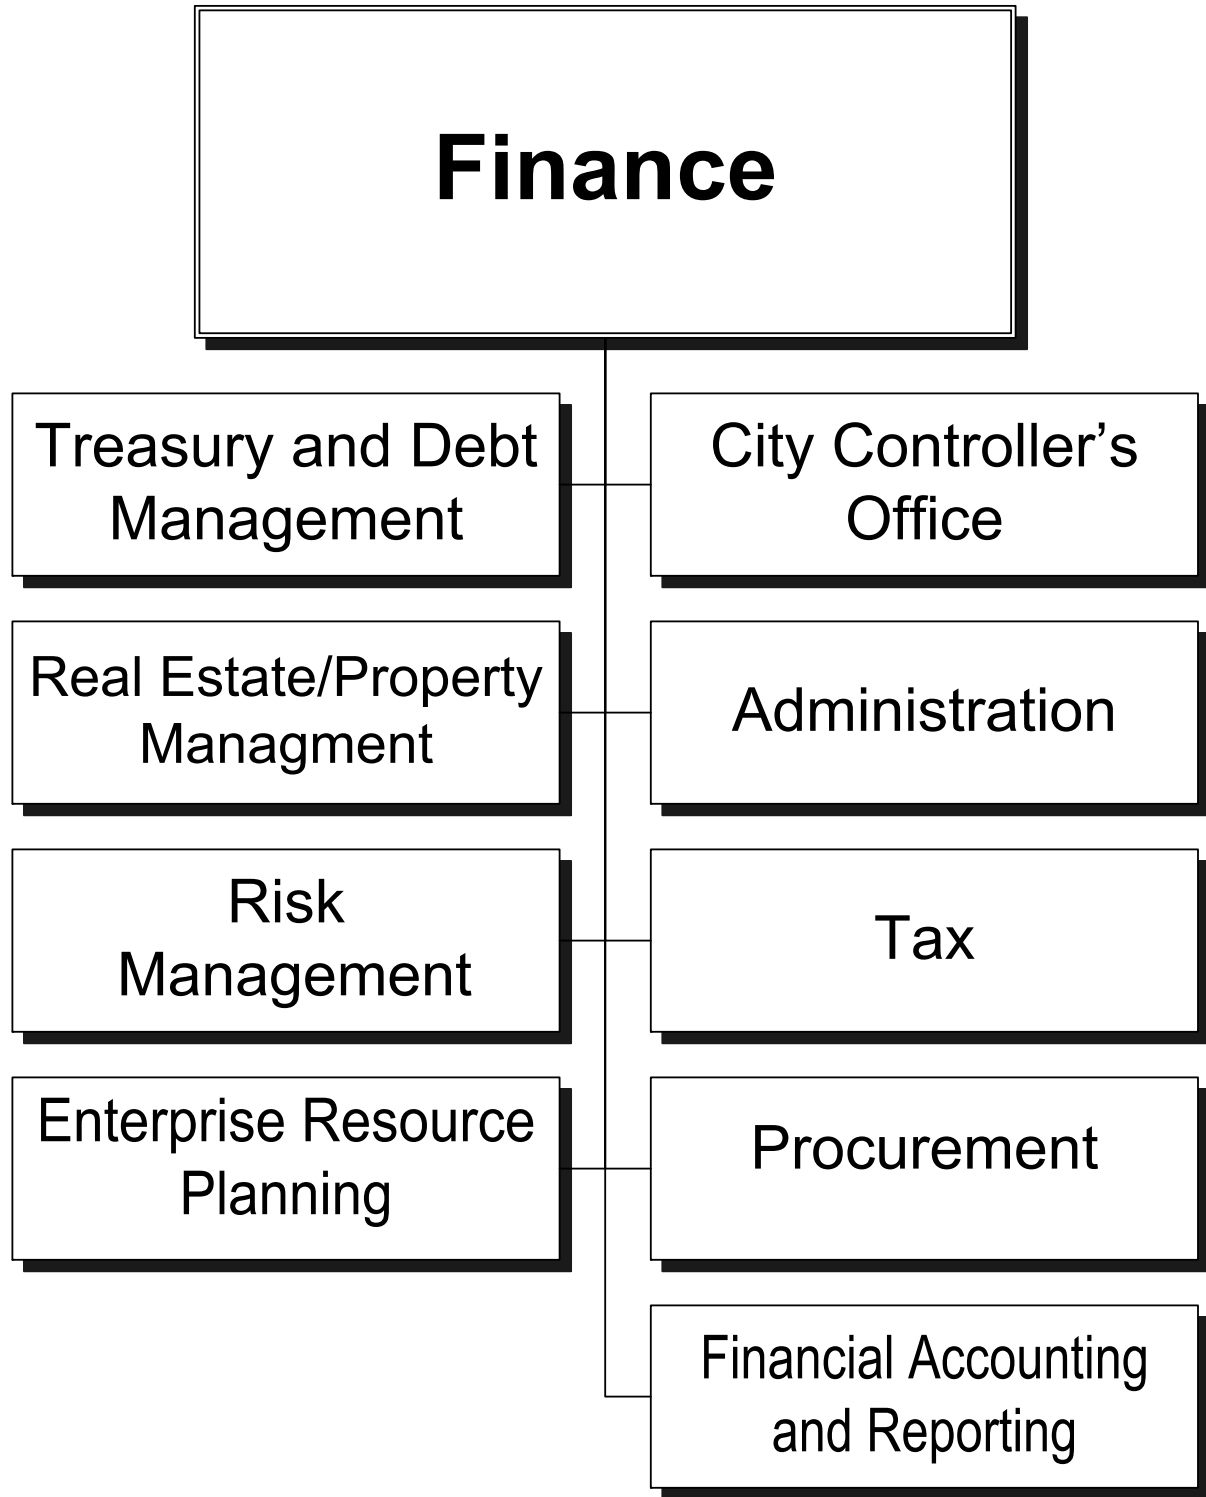 Finance
Treasury and Debt
Management
City Controller’s
Office
Real Estate/Property
Managment
Administration
Risk
Management
Tax
Enterprise Resource
Planning
Procurement
Financial Accounting
and Reporting